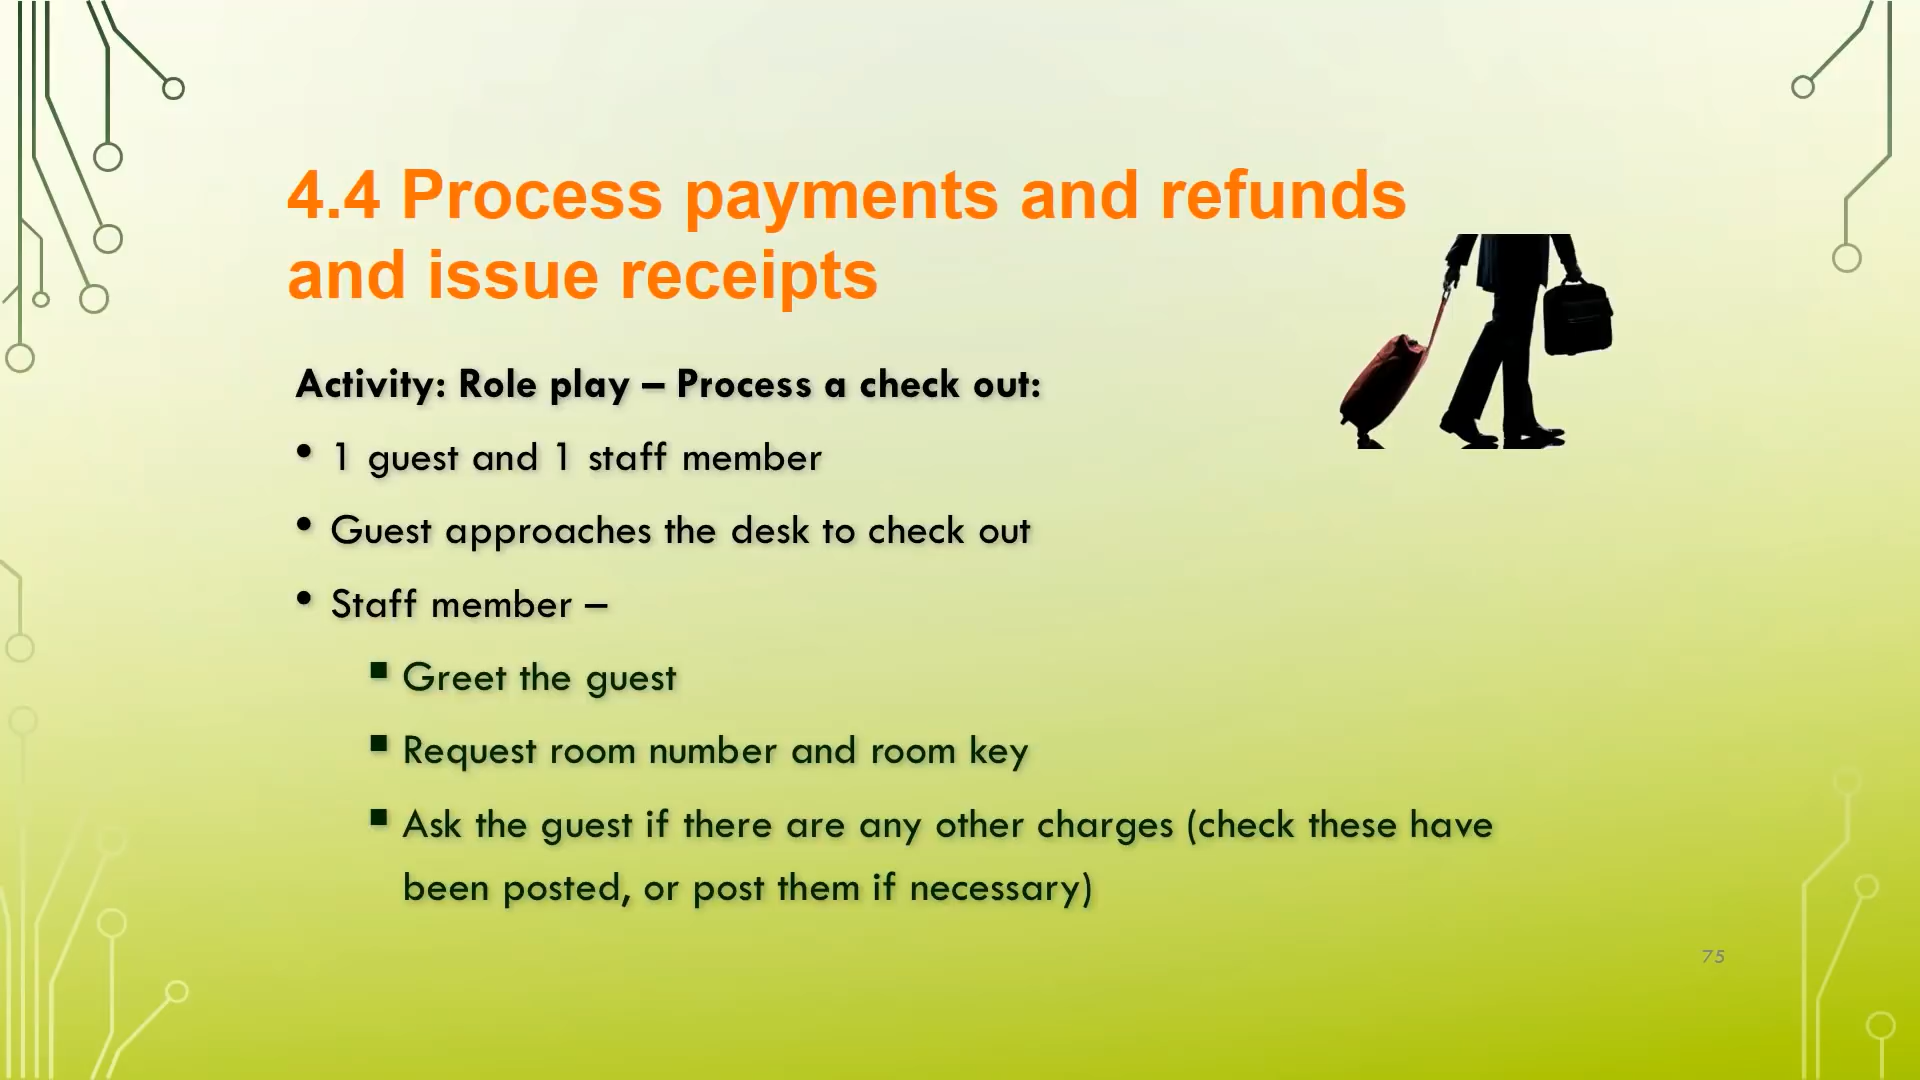 4.4 Process payments and refunds
and issue receipts
Activity: Role play – Process a check out:
• 1 guest and 1 staff member
• Guest approaches the desk to check out
• Staff member –
▪ Greet the guest
▪ Request room number and room key
▪ Ask the guest if there are any other charges (check these have
been posted, or post them if necessary)
75